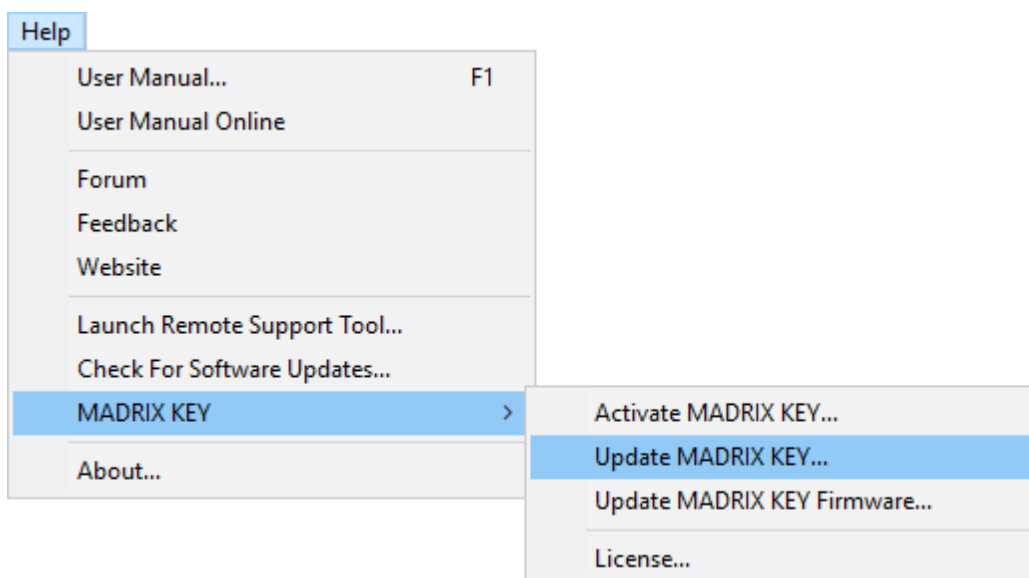 Help
User Manual... F1
User Manual Online
Forum
Feedback
Website
Launch Remote Support Tool...
Check For Software Updates...
MADRIX KEY >
About...
Activate MADRIX KEY...
Update MADRIX KEY...
Update MADRIX KEY Firmware...
License...